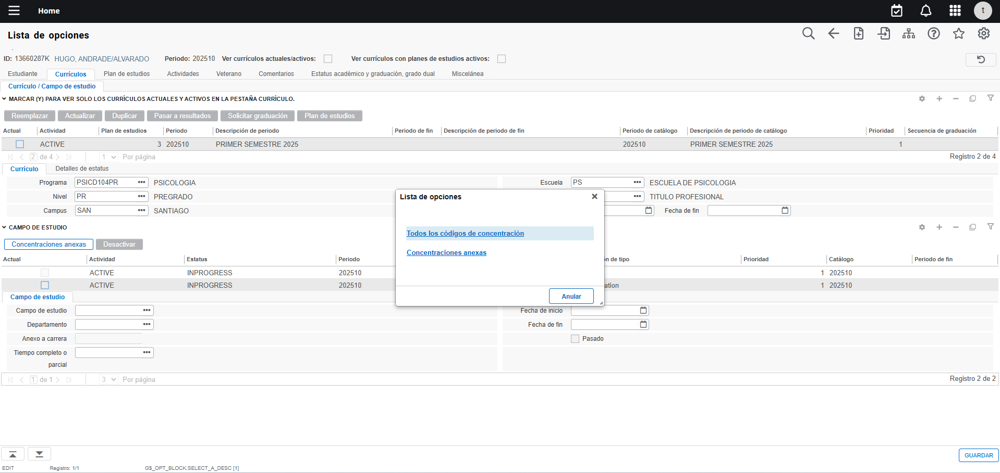 Home
t
Lista de opciones
.
ID: 13660287K HUGO, ANDRADE/ALVARADO Periodo: 202510 Ver currículos actuales/activos: Ver currículos con planes de estudios activos:
Estudiante Currículos Plan de estudios Actividades Veterano Comentarios Estatus académico y graduación, grado dual Miscelánea
Currículo / Campo de estudio
MARCAR (Y) PARA VER SOLO LOS CURRÍCULOS ACTUALES Y ACTIVOS EN LA PESTAÑA CURRÍCULO.
Reemplazar Actualizar Duplicar Pasar a resultados Solicitar graduación Plan de estudios
Actual Actividad Plan de estudios Periodo Descripción de periodo Periodo de fin Descripción de periodo de fin Periodo de catálogo Descripción de periodo de catálogo Prioridad Secuencia de graduación
ACTIVE 3 202510 PRIMER SEMESTRE 2025 202510 PRIMER SEMESTRE 2025 1
2 de 4 1 Por página Registro 2 de 4
Currículo Detalles de estatus
Programa PSICD104PR PSICOLOGIA Escuela PS ESCUELA DE PSICOLOGIA
Nivel PR PREGRADO TITULO PROFESIONAL
Campus SAN SANTIAGO Fecha de fin
Lista de opciones
Todos los códigos de concentración
Concentraciones anexas
Anular
CAMPO DE ESTUDIO
Concentraciones anexas Desactivar
Actual Actividad Estatus Periodo ón de tipo Prioridad Catálogo Periodo de fin
ACTIVE INPROGRESS 202510 1 202510
ACTIVE INPROGRESS 202510 ation 1 202510
Campo de estudio
Campo de estudio Fecha de inicio
Departamento Fecha de fin
Anexo a carrera Pasado
Tiempo completo o
parcial
1 de 1 3 Por página Registro 2 de 2
GUARDAR
EDIT Registro: 1/1 G$_OPT_BLOCK.SELECT_A_DESC [1]